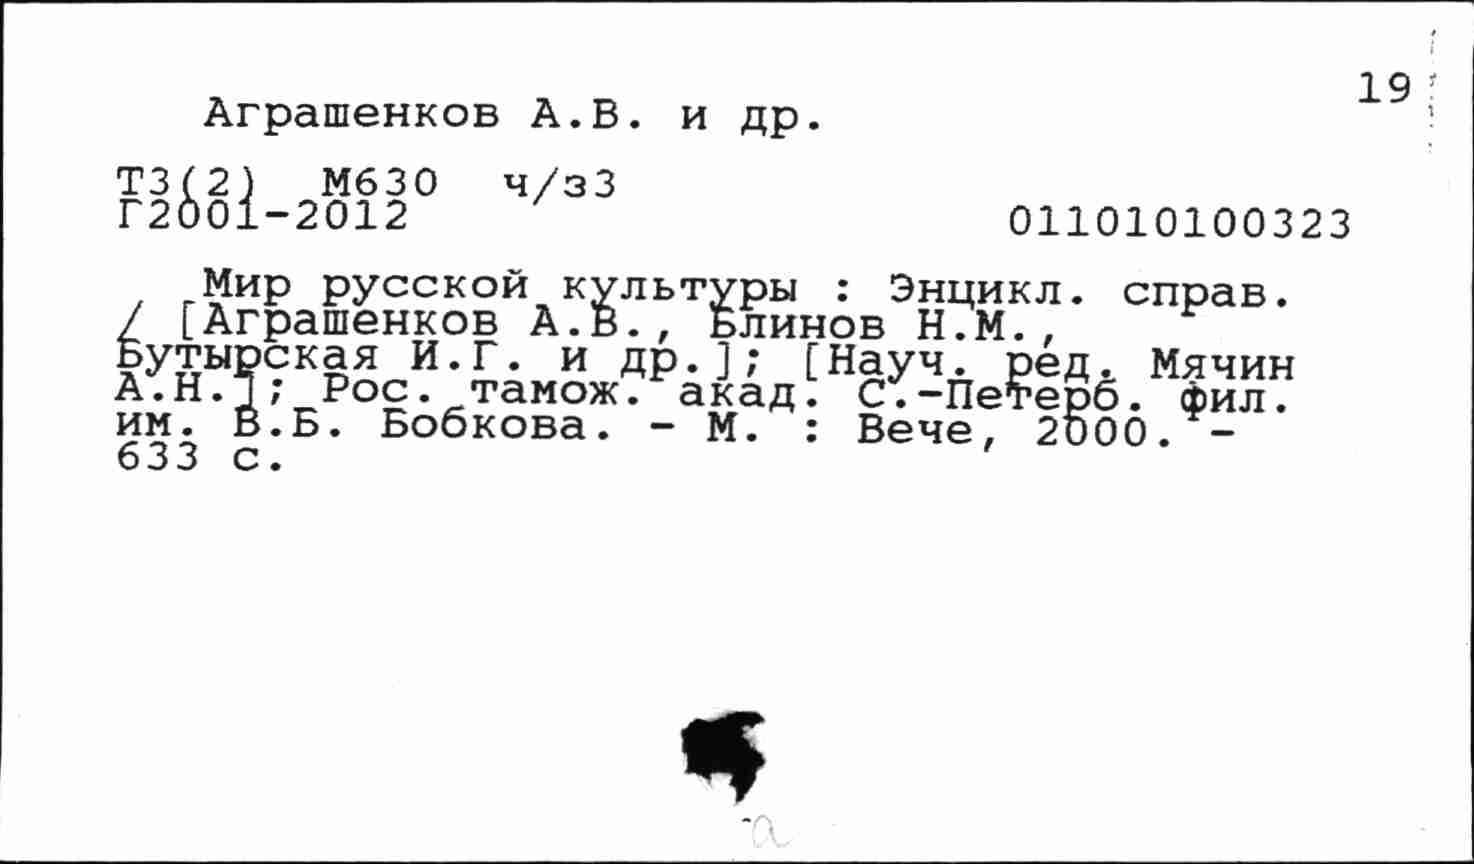 19
Аграшенков А.В. и др.
Т3(2) М630 ч/з3
Г2001-2012
011010100323
Мир русской культуры : Энцикл. справ.
/ [Аграшенков А.В., Блинов Н.М.,
Бутырская И.Г. и др.]; [Науч. ред. Мячин
А.Н.]; Рос. тамож. акад. С.-Петерб. фил.
им. В.Б. Бобкова. - М. : Вече, 2000. -
633 с.
а